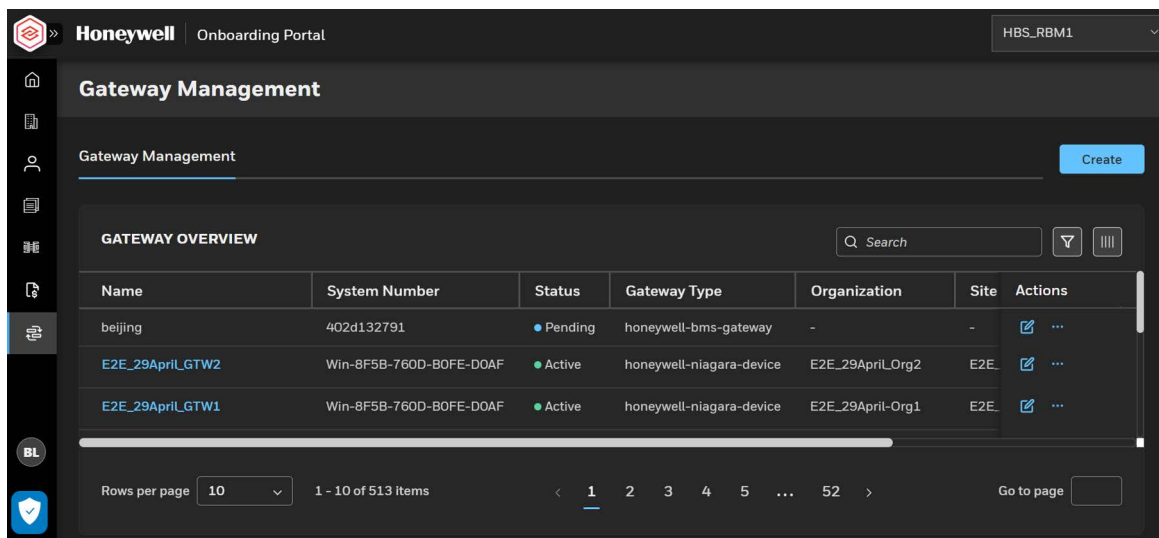 Honeywell Onboarding Portal HBS_RBM1
Gateway Management
Gateway Management Create
GATEWAY OVERVIEW Search
Name System Number Status Gateway Type Organization Site Actions
beijing 402d132791 Pending honeywell-bms-gateway - -
E2E_29April_GTW2 Win-8F5B-760D-B0FE-D0AF Active honeywell-niagara-device E2E_29April_Org2 E2E_
E2E_29April_GTW1 Win-8F5B-760D-B0FE-D0AF Active honeywell-niagara-device E2E_29April-Org1 E2E_
BL
Rows per page 10 1 - 10 of 513 items < 1 2 3 4 5 ... 52 > Go to page